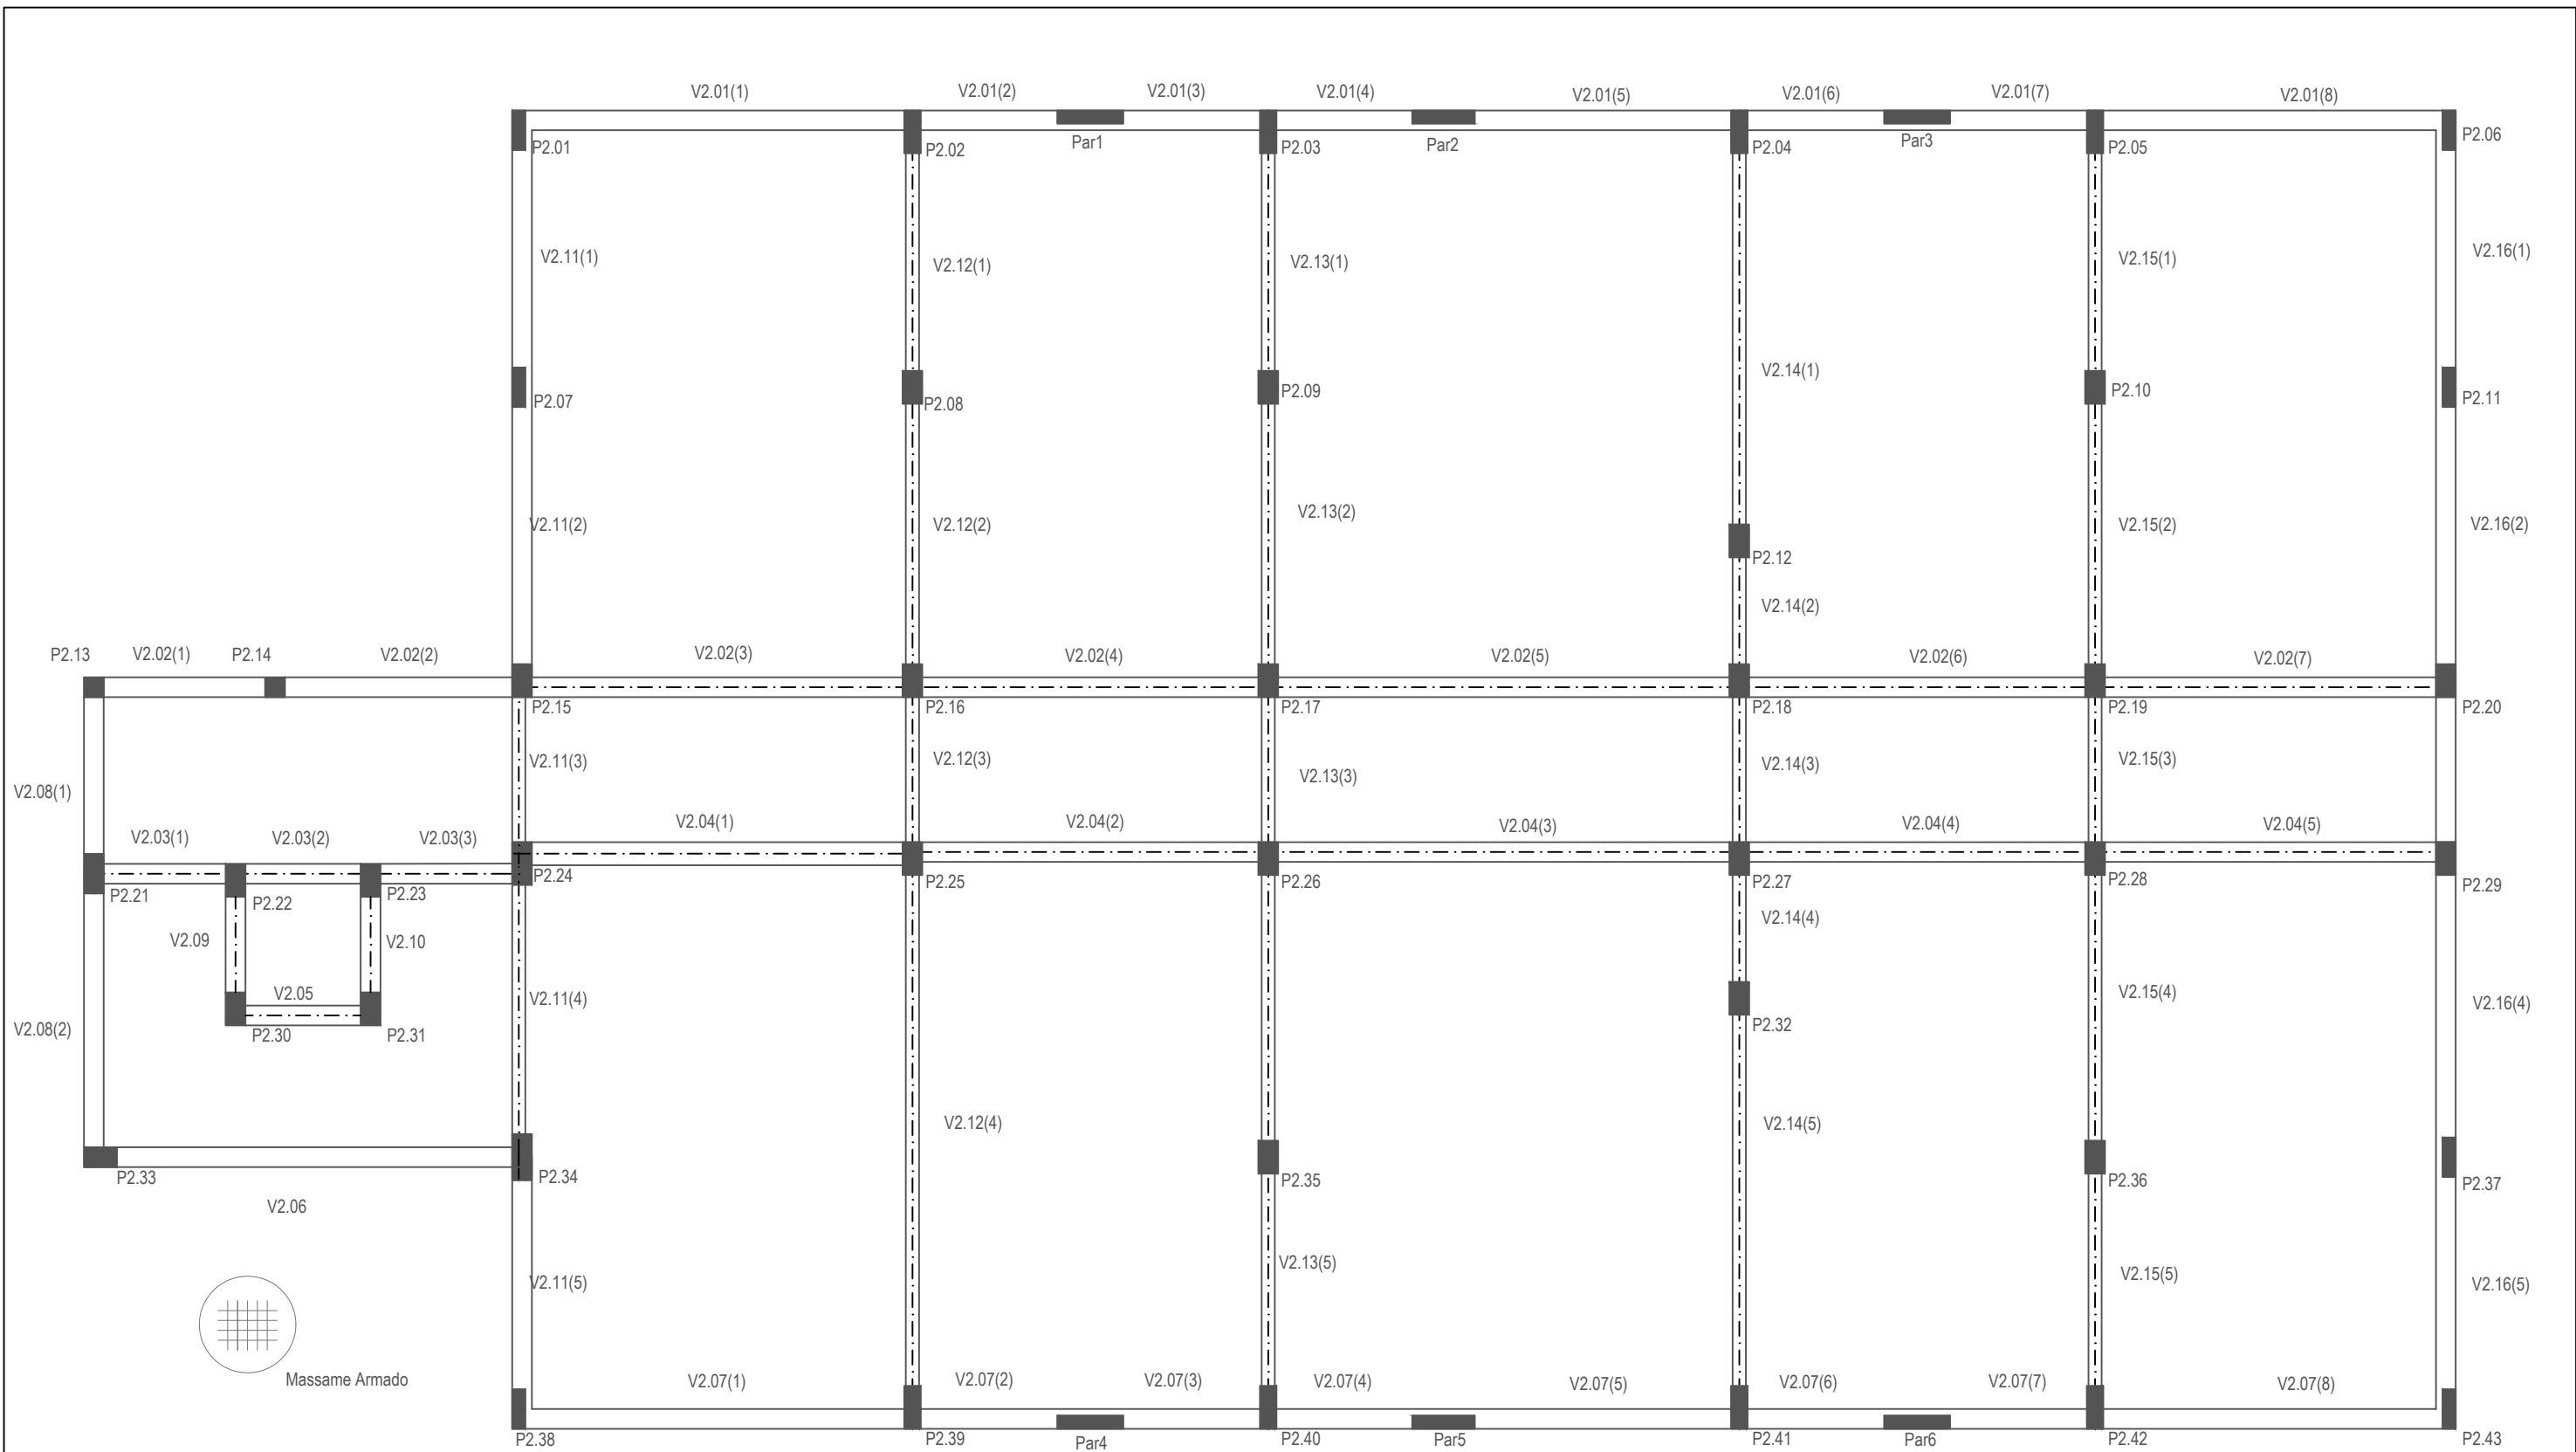 V2.01(1)
V2.01(2)
V2.01(3)
V2.01(4)
V2.01(5)
V2.01(6)
V2.01(7)
V2.01(8)
P2.01
P2.02
Par1
P2.03
Par2
P2.04
Par3
P2.05
P2.06
V2.11(1)
V2.12(1)
V2.13(1)
V2.14(1)
V2.15(1)
V2.16(1)
P2.07
P2.08
P2.09
P2.10
P2.11
V2.11(2)
V2.12(2)
V2.13(2)
V2.15(2)
V2.16(2)
P2.12
V2.14(2)
P2.13
V2.02(1)
P2.14
V2.02(2)
V2.02(3)
V2.02(4)
V2.02(5)
V2.02(6)
V2.02(7)
P2.15
P2.16
P2.17
P2.18
P2.19
P2.20
V2.08(1)
V2.11(3)
V2.12(3)
V2.13(3)
V2.14(3)
V2.15(3)
V2.03(1)
V2.03(2)
V2.03(3)
V2.04(1)
V2.04(2)
V2.04(3)
V2.04(4)
V2.04(5)
P2.21
P2.22
P2.23
P2.24
P2.25
P2.26
P2.27
P2.28
P2.29
V2.09
V2.10
V2.14(4)
V2.05
V2.11(4)
V2.15(4)
V2.16(4)
V2.08(2)
P2.30
P2.31
P2.32
V2.12(4)
V2.14(5)
P2.33
P2.34
P2.35
P2.36
P2.37
V2.06
V2.11(5)
V2.13(5)
V2.15(5)
V2.16(5)
Massame Armado
V2.07(1)
V2.07(2)
V2.07(3)
V2.07(4)
V2.07(5)
V2.07(6)
V2.07(7)
V2.07(8)
P2.38
P2.39
Par4
P2.40
Par5
P2.41
Par6
P2.42
P2.43